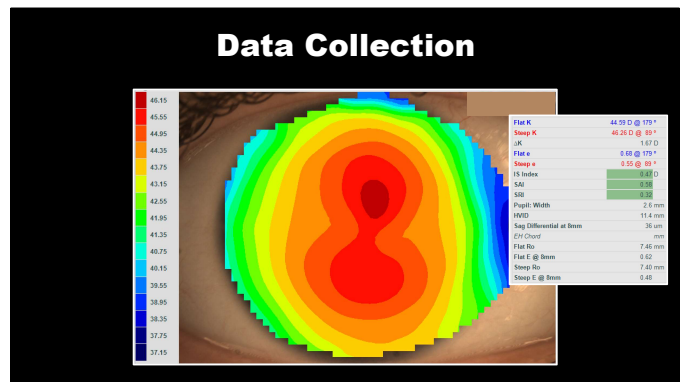 Data Collection
46.15
45.55
44.95
44.35
43.75
43.15
42.55
41.95
41.35
40.75
40.15
39.55
38.95
38.35
37.75
37.15
Flat K 44.59 D @ 179 °
Steep K 46.26 D @ 89 °
ΔK 1.67 D
Flat e 0.68 @ 179 °
Steep e 0.55 @ 89 °
IS Index 0.47 D
SAI 0.56
SRI 0.32
Pupil: Width 2.6 mm
HVID 11.4 mm
Sag Differential at 8mm 36 um
EH Chord mm
Flat Ro 7.46 mm
Flat E @ 8mm 0.62
Steep Ro 7.40 mm
Steep E @ 8mm 0.48